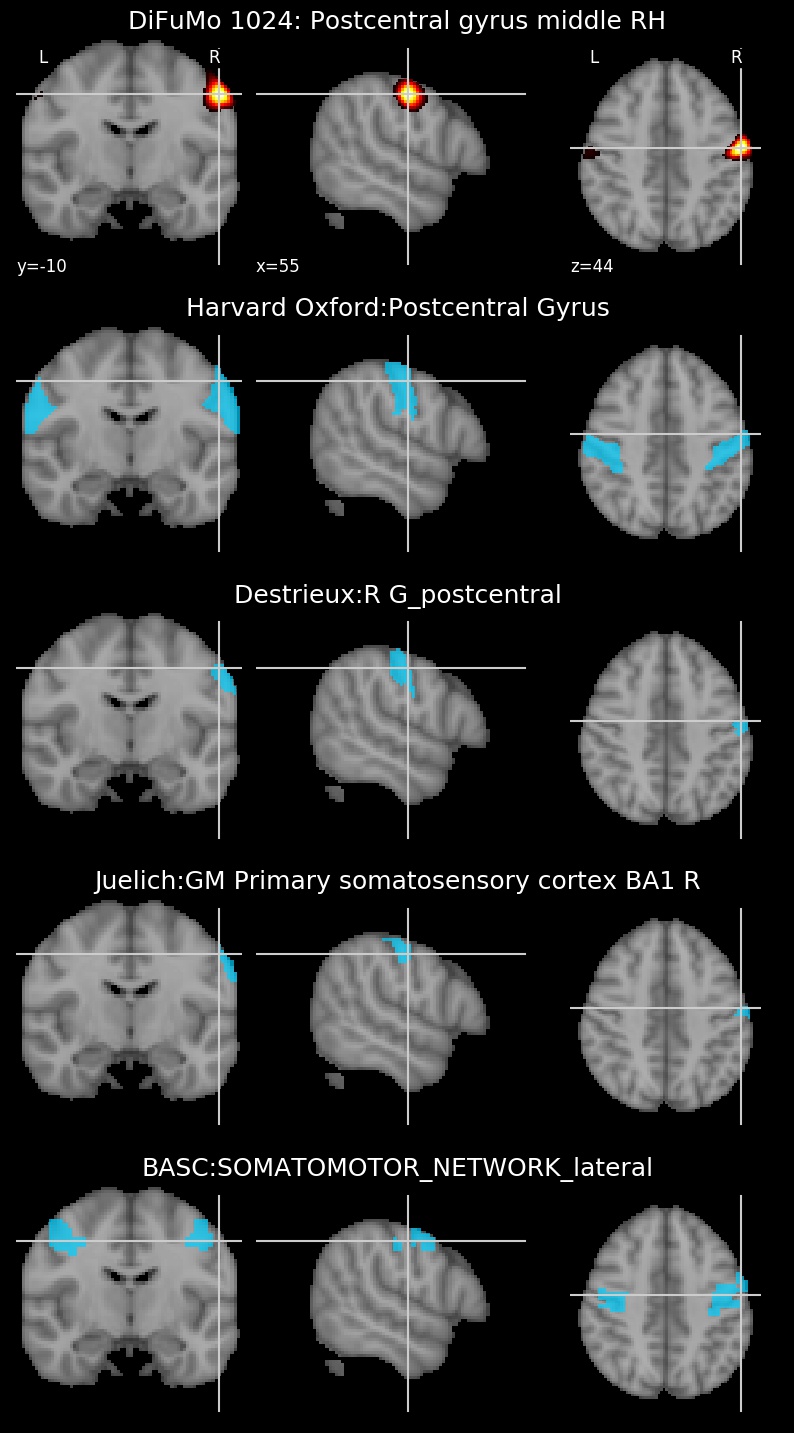 DiFuMo 1024: Postcentral gyrus middle RH
L R L R
y=-10 x=55 z=44
Harvard Oxford:Postcentral Gyrus
Destrieux:R G_postcentral
Juelich:GM Primary somatosensory cortex BA1 R
BASC:SOMATOMOTOR_NETWORK_lateral